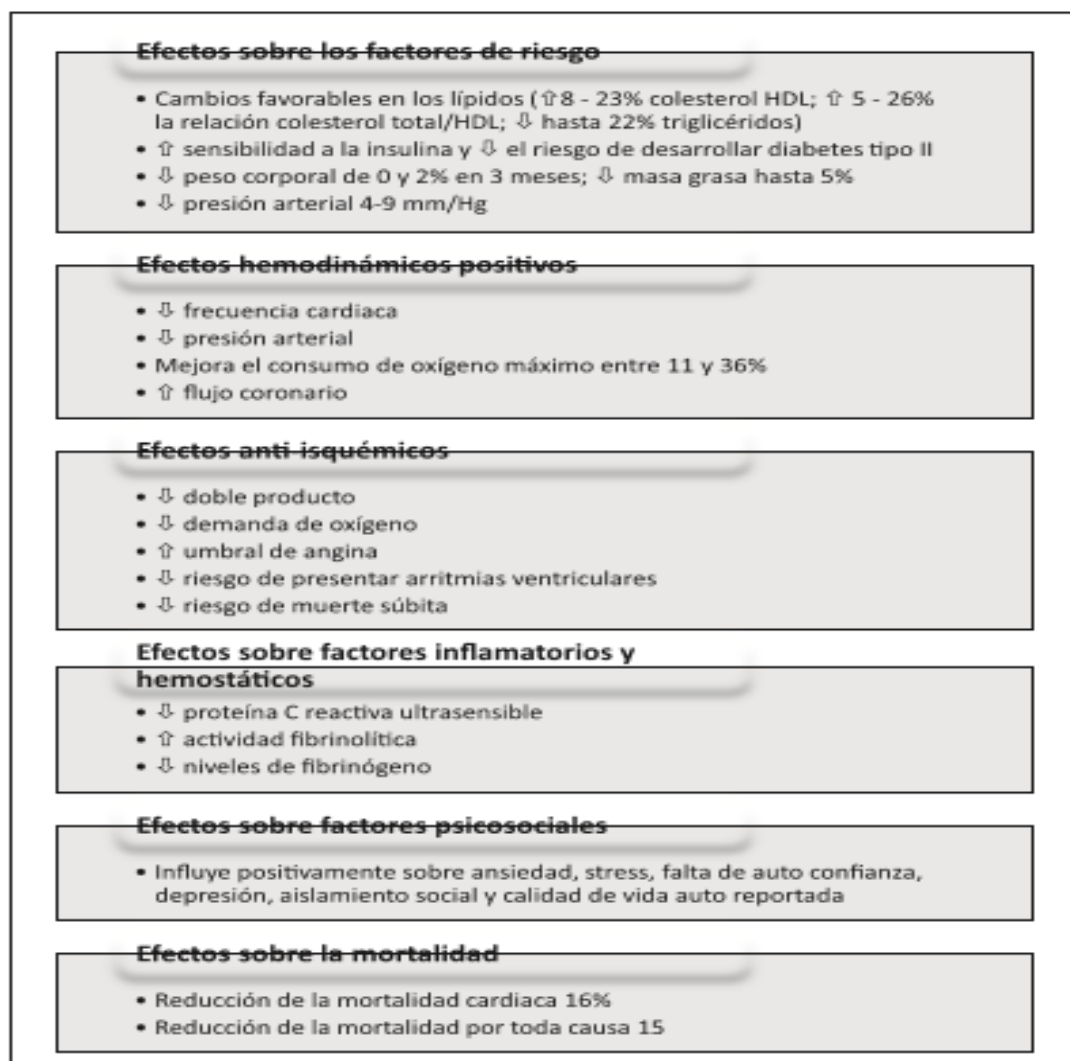 Efectos sobre los factores de riesgo
• Cambios favorables en los lípidos (⇧8 - 23% colesterol HDL; ⇧ 5 - 26%
la relación colesterol total/HDL; ⇩ hasta 22% triglicéridos)
• ⇧ sensibilidad a la insulina y ⇩ el riesgo de desarrollar diabetes tipo II
• ⇩ peso corporal de 0 y 2% en 3 meses; ⇩ masa grasa hasta 5%
• ⇩ presión arterial 4-9 mm/Hg
Efectos hemodinámicos positivos
• ⇩ frecuencia cardiaca
• ⇩ presión arterial
• Mejora el consumo de oxígeno máximo entre 11 y 36%
• ⇧ flujo coronario
Efectos anti isquémicos
• ⇩ doble producto
• ⇩ demanda de oxígeno
• ⇧ umbral de angina
• ⇩ riesgo de presentar arritmias ventriculares
• ⇩ riesgo de muerte súbita
Efectos sobre factores inflamatorios y
hemostáticos
• ⇩ proteína C reactiva ultrasensible
• ⇧ actividad fibrinolítica
• ⇩ niveles de fibrinógeno
Efectos sobre factores psicosociales
• Influye positivamente sobre ansiedad, stress, falta de auto confianza,
depresión, aislamiento social y calidad de vida auto reportada
Efectos sobre la mortalidad
• Reducción de la mortalidad cardiaca 16%
• Reducción de la mortalidad por toda causa 15